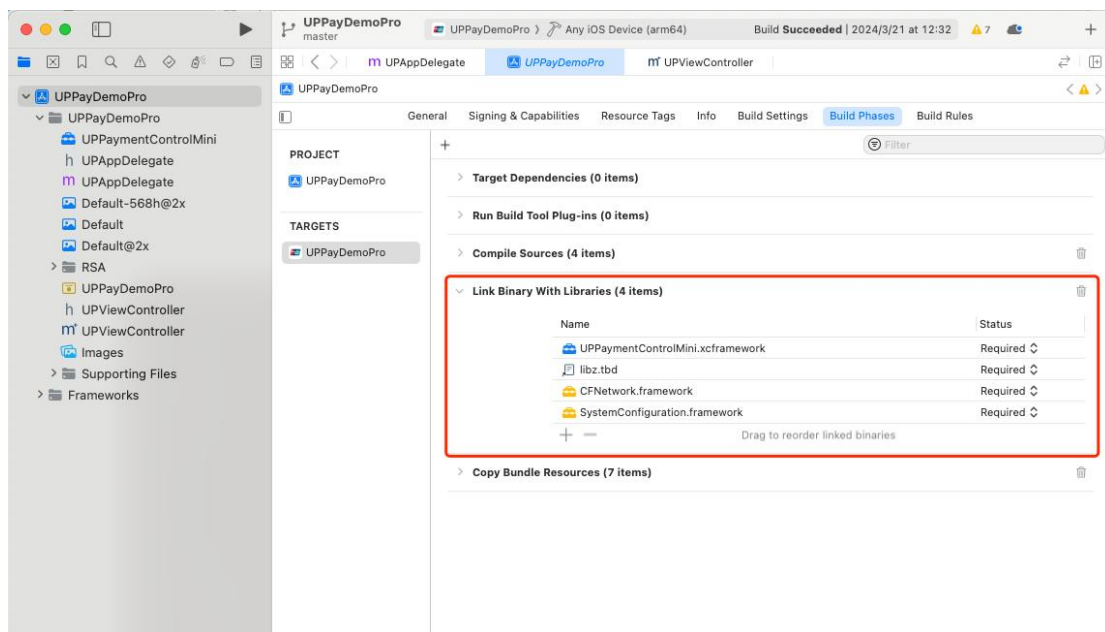 UPPayDemoPro
master
UPPayDemoPro 〉 Any iOS Device (arm64)
Build Succeeded | 2024/3/21 at 12:32
7
UPAppDelegate
UPPayDemoPro
UPViewController
UPPayDemoPro
UPPayDemoPro
UPPayDemoPro
UPPaymentControlMini
h UPAppDelegate
m UPAppDelegate
Default-568h@2x
Default
Default@2x
RSA
UPPayDemoPro
h UPViewController
m UPViewController
Images
Supporting Files
Frameworks
General Signing & Capabilities Resource Tags Info Build Settings Build Phases Build Rules
Filter
PROJECT
UPPayDemoPro
TARGETS
UPPayDemoPro
Target Dependencies (0 items)
Run Build Tool Plug-ins (0 items)
Compile Sources (4 items)
Link Binary With Libraries (4 items)
Name Status
UPPaymentControlMini.xcframework Required
libz.tbd Required
CFNetwork.framework Required
SystemConfiguration.framework Required
Drag to reorder linked binaries
Copy Bundle Resources (7 items)